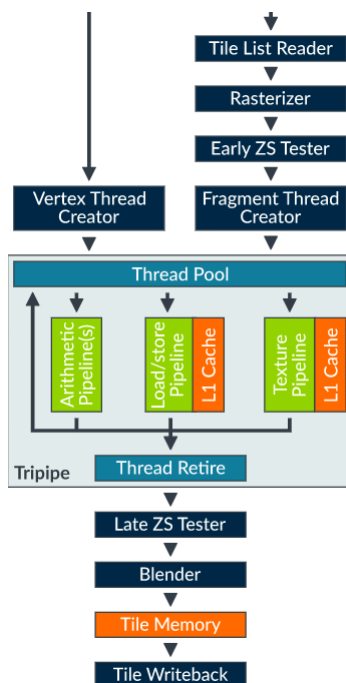 Tile List Reader
Rasterizer
Early ZS Tester
Vertex Thread
Creator
Fragment Thread
Creator
Thread Pool
Arithmetic
Pipeline(s)
Load/store
Pipeline
L1 Cache
Texture
Pipeline
L1 Cache
Thread Retire
Tripipe
Late ZS Tester
Blender
Tile Memory
Tile Writeback